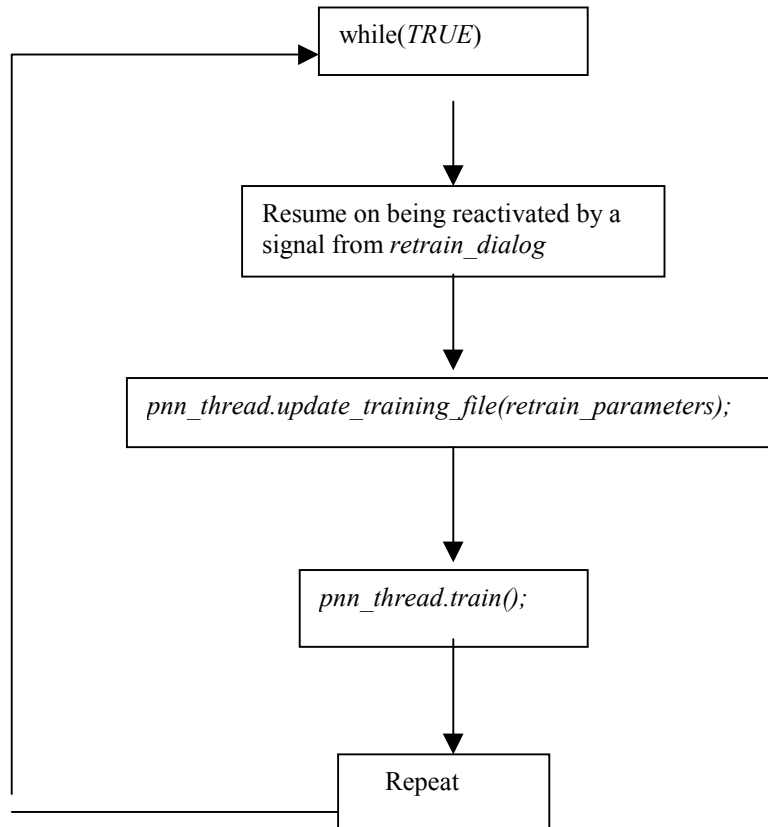 while(TRUE)
Resume on being reactivated by a
signal from retrain_dialog
pnn_thread.update_training_file(retrain_parameters);
pnn_thread.train();
Repeat